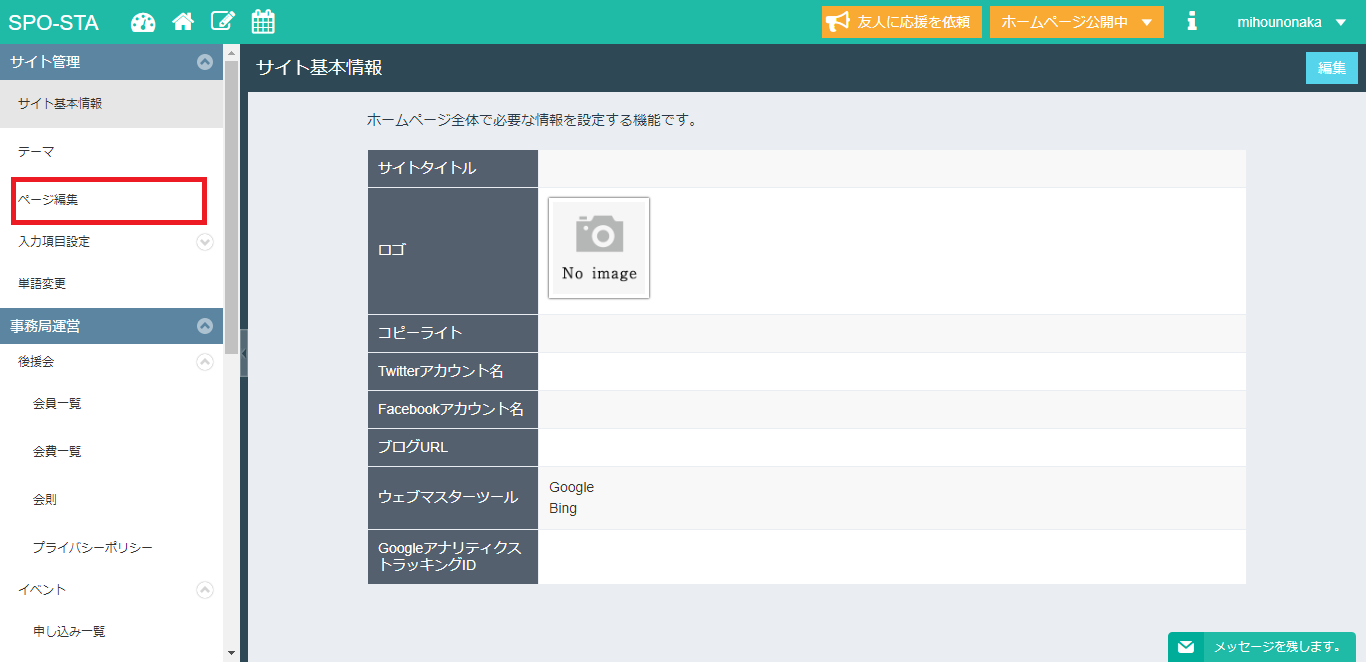 SPO-STA
友人に応援を依頼
ホームページ公開中
mihounonaka
サイト管理
サイト基本情報
テーマ
ページ編集
入力項目設定
単語変更
事務局運営
後援会
会員一覧
会費一覧
会則
プライバシーポリシー
イベント
申し込み一覧
サイト基本情報
編集
ホームページ全体で必要な情報を設定する機能です。
サイトタイトル
ロゴ
No image
コピーライト
Twitterアカウント名
Facebookアカウント名
ブログURL
ウェブマスターツール
Google
Bing
Googleアナリティクス
トラッキングID
メッセージを残します。